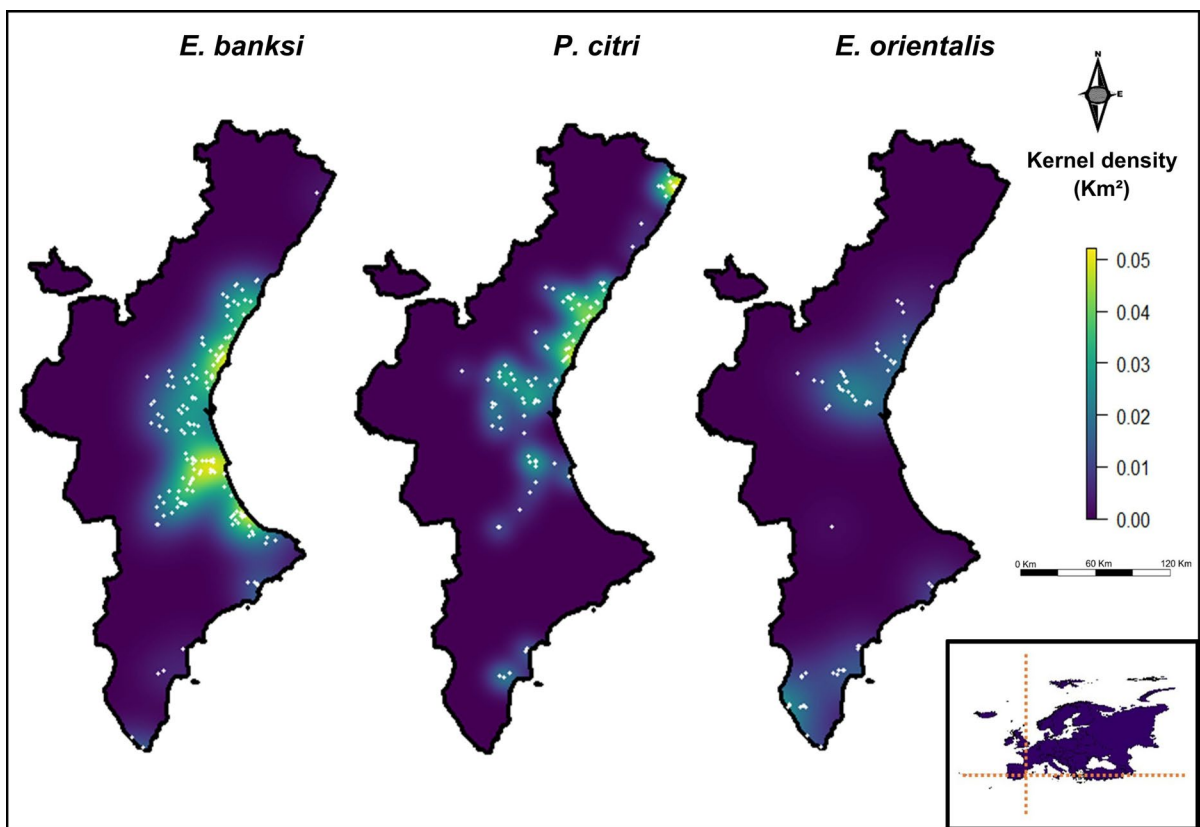 E. banksi
P. citri
E. orientalis
N
E
Kernel density
(Km²)
0.05
0.04
0.03
0.02
0.01
0.00
0 Km 60 Km 120 Km